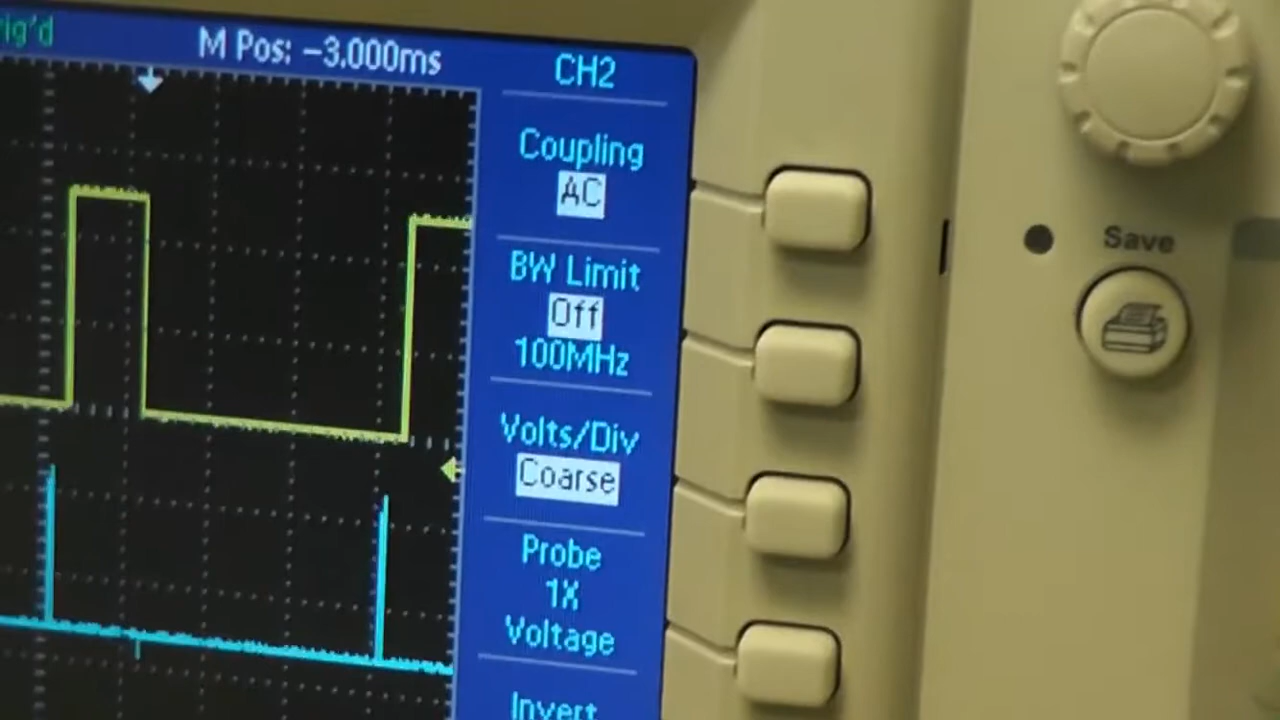 ig'd
M Pos: -3.000ms
CH2
Coupling
AC
BW Limit
Off
100MHz
Volts/Div
Coarse
Probe
1X
Voltage
Invert
Save